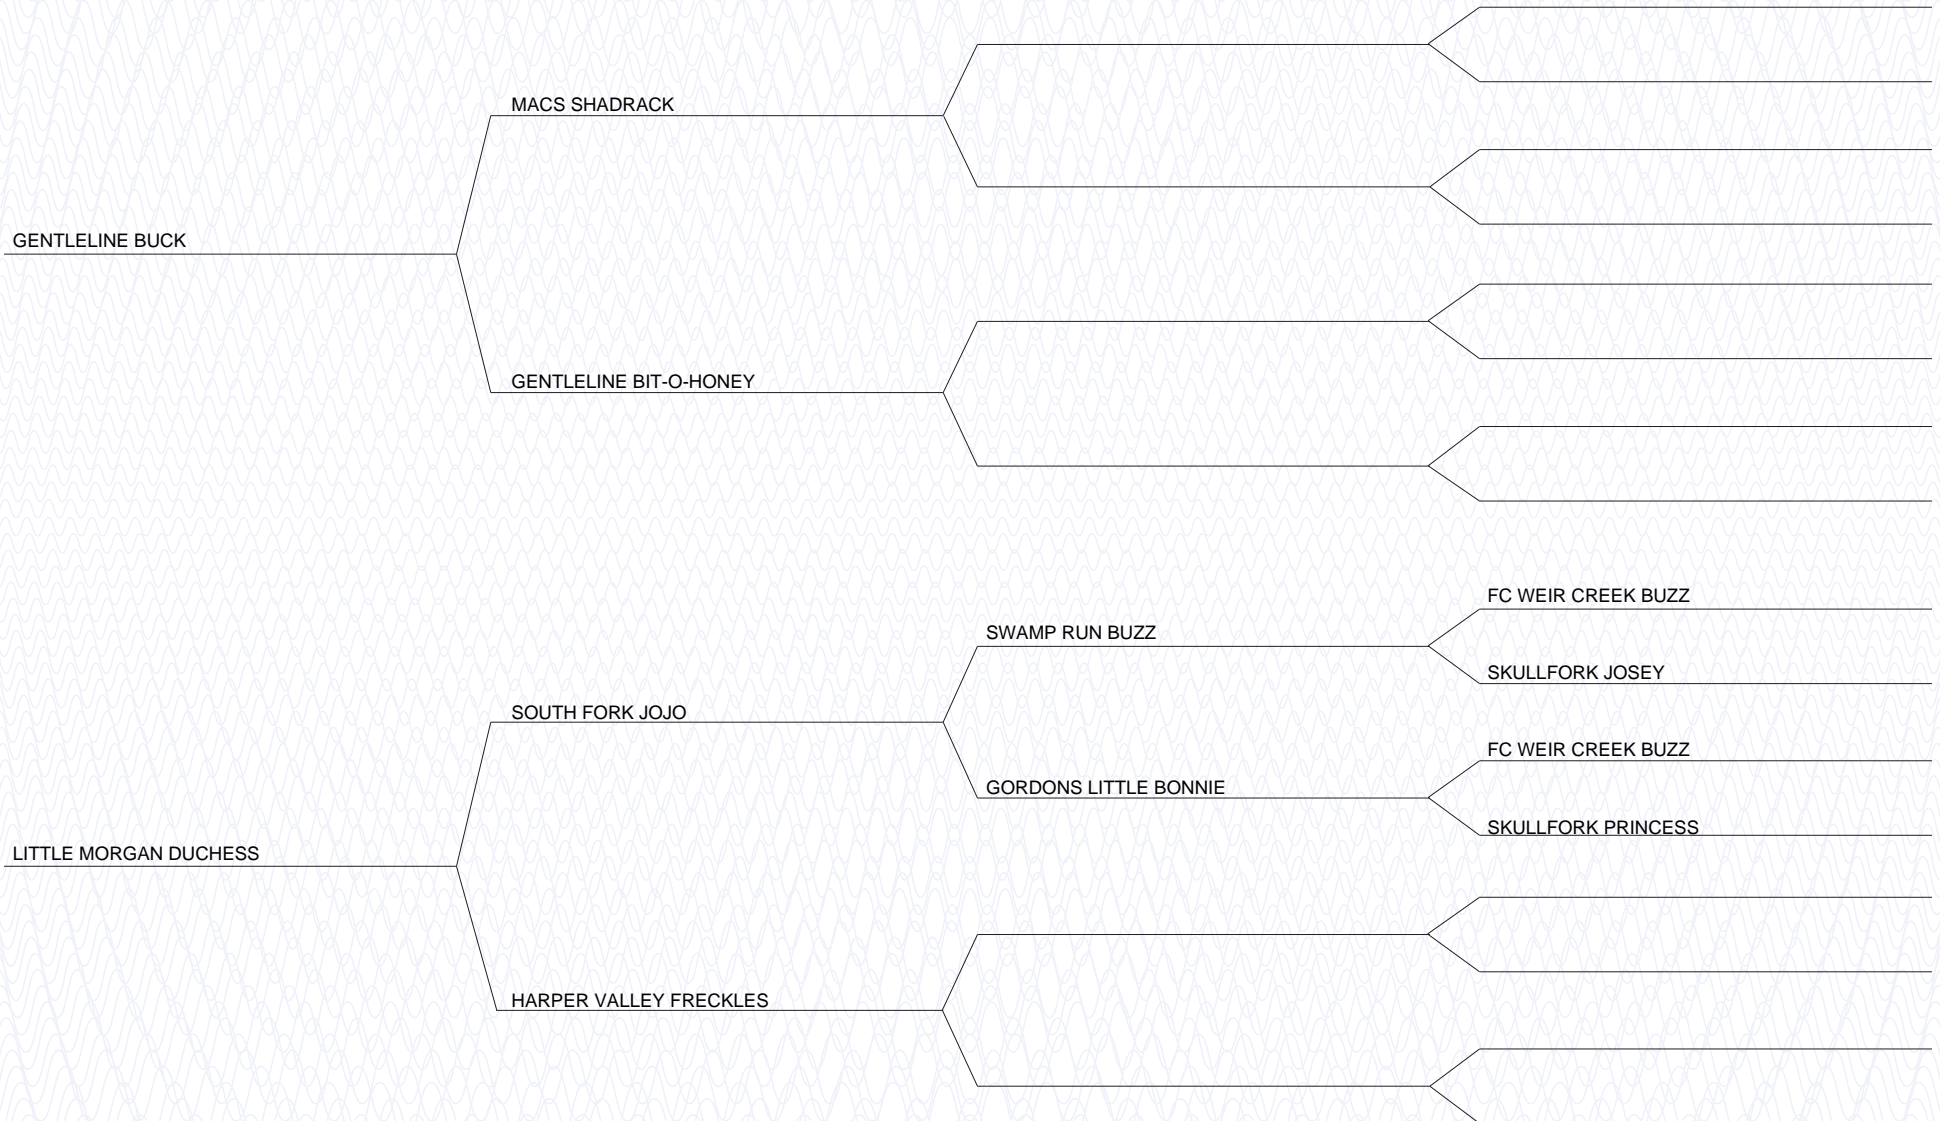 MACS SHADRACK
GENTLELINE BUCK
GENTLELINE BIT-O-HONEY
FC WEIR CREEK BUZZ
SWAMP RUN BUZZ
SKULLFORK JOSEY
SOUTH FORK JOJO
FC WEIR CREEK BUZZ
GORDONS LITTLE BONNIE
SKULLFORK PRINCESS
LITTLE MORGAN DUCHESS
HARPER VALLEY FRECKLES